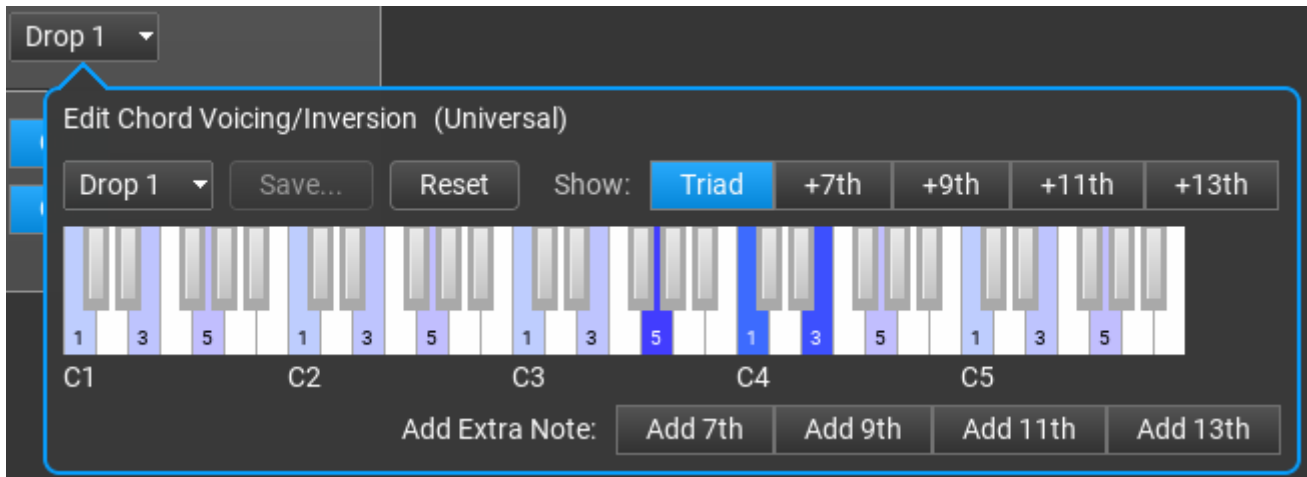 Drop 1
Edit Chord Voicing/Inversion (Universal)
Drop 1 Save... Reset Show: Triad +7th +9th +11th +13th
1 3 5 1 3 5 1 3 5 1 3 5 1 3 5
C1 C2 C3 C4 C5
Add Extra Note: Add 7th Add 9th Add 11th Add 13th